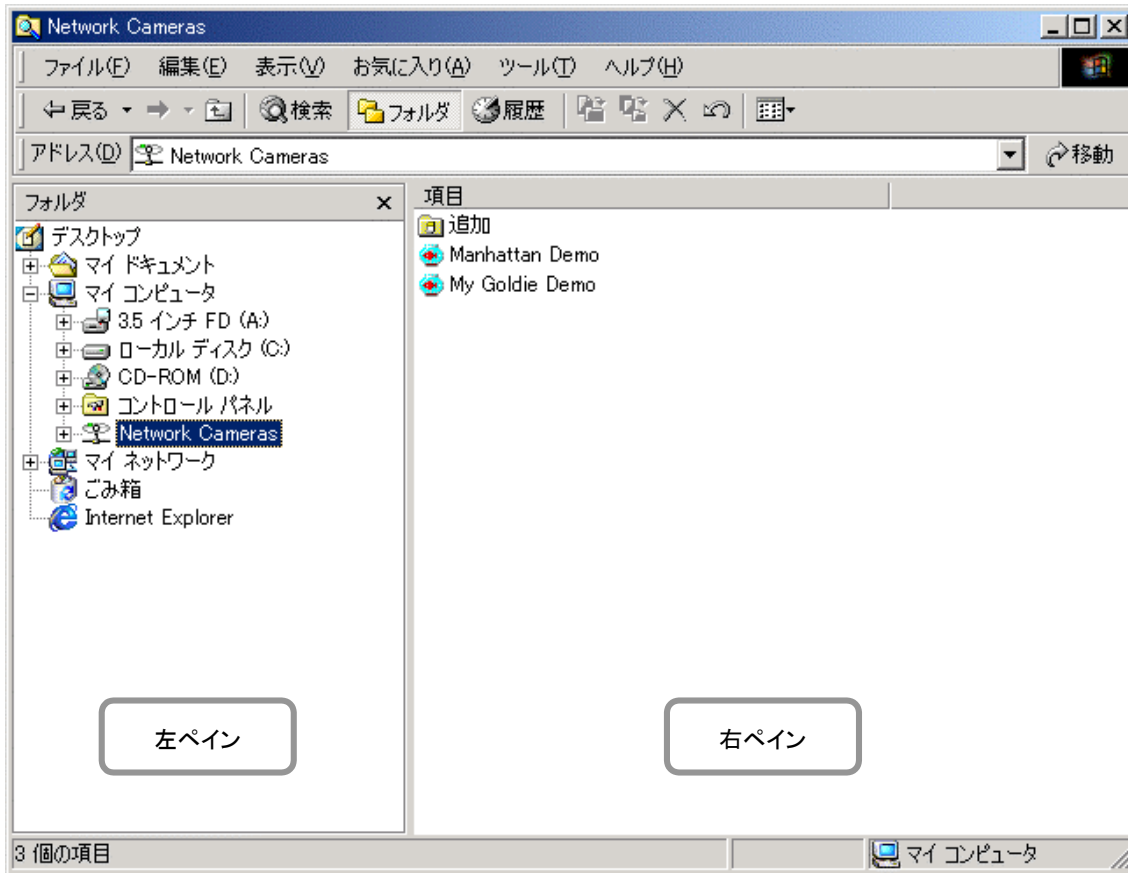 Network Cameras
ファイル(F) 編集(E) 表示(V) お気に入り(A) ツール(T) ヘルプ(H)
戻る 検索 フォルダ 履歴
アドレス(D) Network Cameras 移動
フォルダ
項目
デスクトップ
マイ ドキュメント
マイ コンピュータ
3.5 インチ FD (A:)
ローカル ディスク (C:)
CD-ROM (D:)
コントロール パネル
Network Cameras
マイ ネットワーク
ごみ箱
Internet Explorer
追加
Manhattan Demo
My Goldie Demo
左ペイン
右ペイン
3 個の項目
マイ コンピュータ